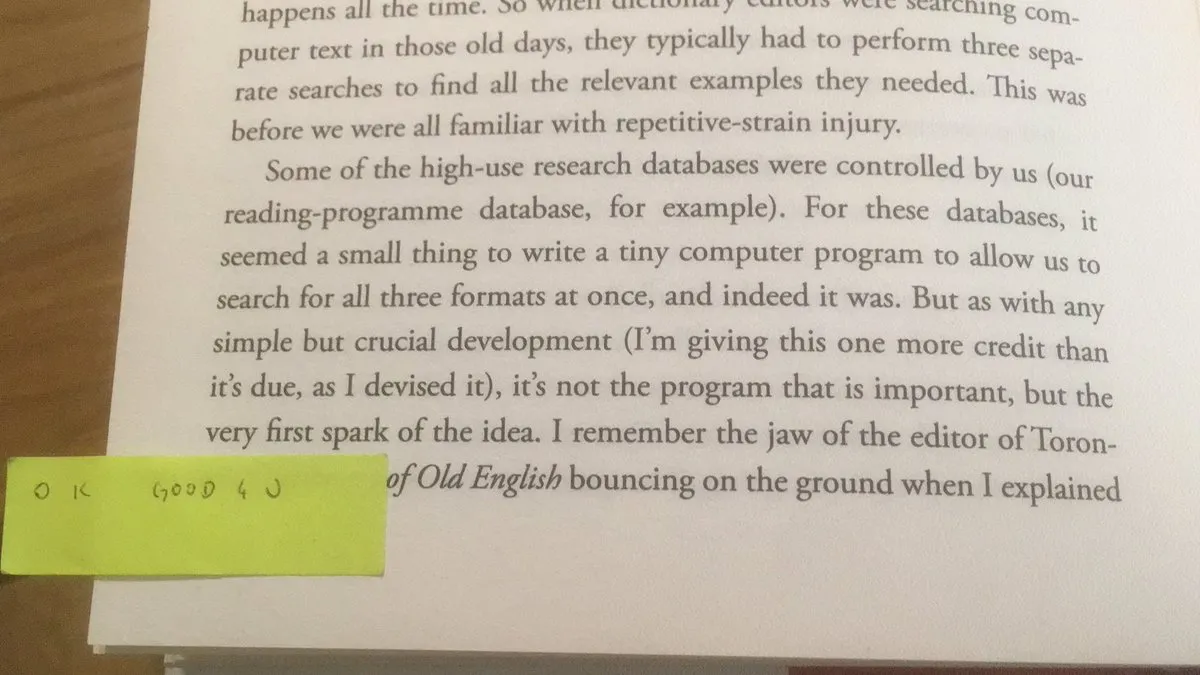 happens all the time. So when dictionary editors were searching com-
puter text in those old days, they typically had to perform three sepa-
rate searches to find all the relevant examples they needed. This was
before we were all familiar with repetitive-strain injury.
Some of the high-use research databases were controlled by us (our
reading-programme database, for example). For these databases, it
seemed a small thing to write a tiny computer program to allow us to
search for all three formats at once, and indeed it was. But as with any
simple but crucial development (I'm giving this one more credit than
it's due, as I devised it), it's not the program that is important, but the
very first spark of the idea. I remember the jaw of the editor of Toron-
of Old English bouncing on the ground when I explained
OK GOOD 4 U